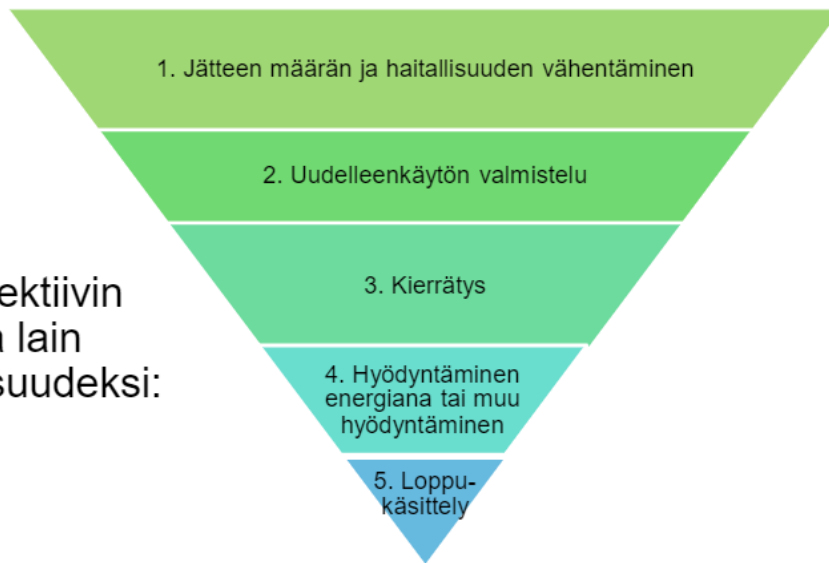 1. Jätteen määrän ja haitallisuuden vähentäminen
2. Uudelleenkäytön valmistelu
3. Kierrätys
4. Hyödyntäminen
energiana tai muu
hyödyntäminen
5. Loppu-
käsittely
ektiivin
lain
suudeksi: